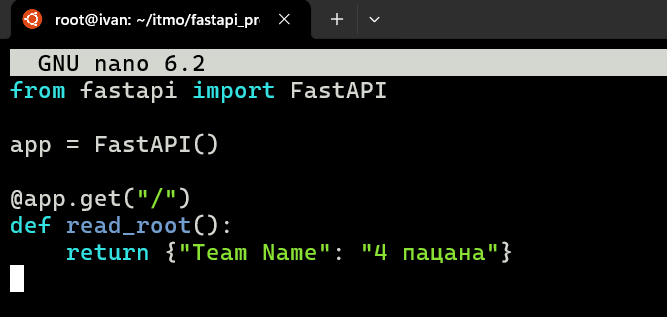 root@ivan: ~/itmo/fastapi_pr
GNU nano 6.2
from fastapi import FastAPI
app = FastAPI()
@app.get("/")
def read_root():
    return {"Team Name": "4 пацана"}